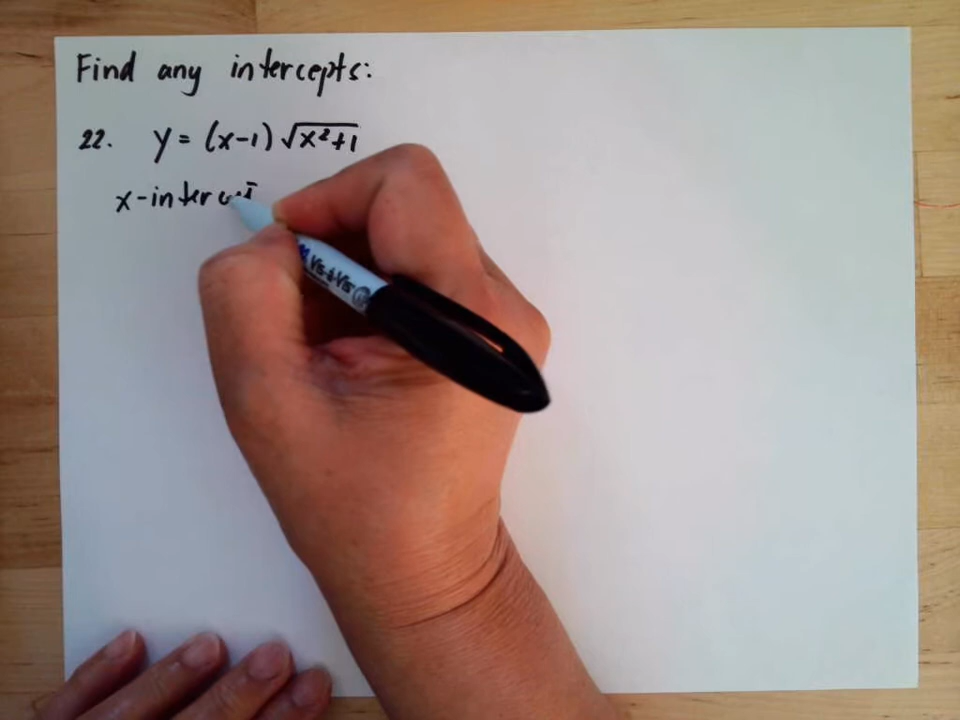 Find any intercepts:
22. y = (x-1) √x²+1
x-inter